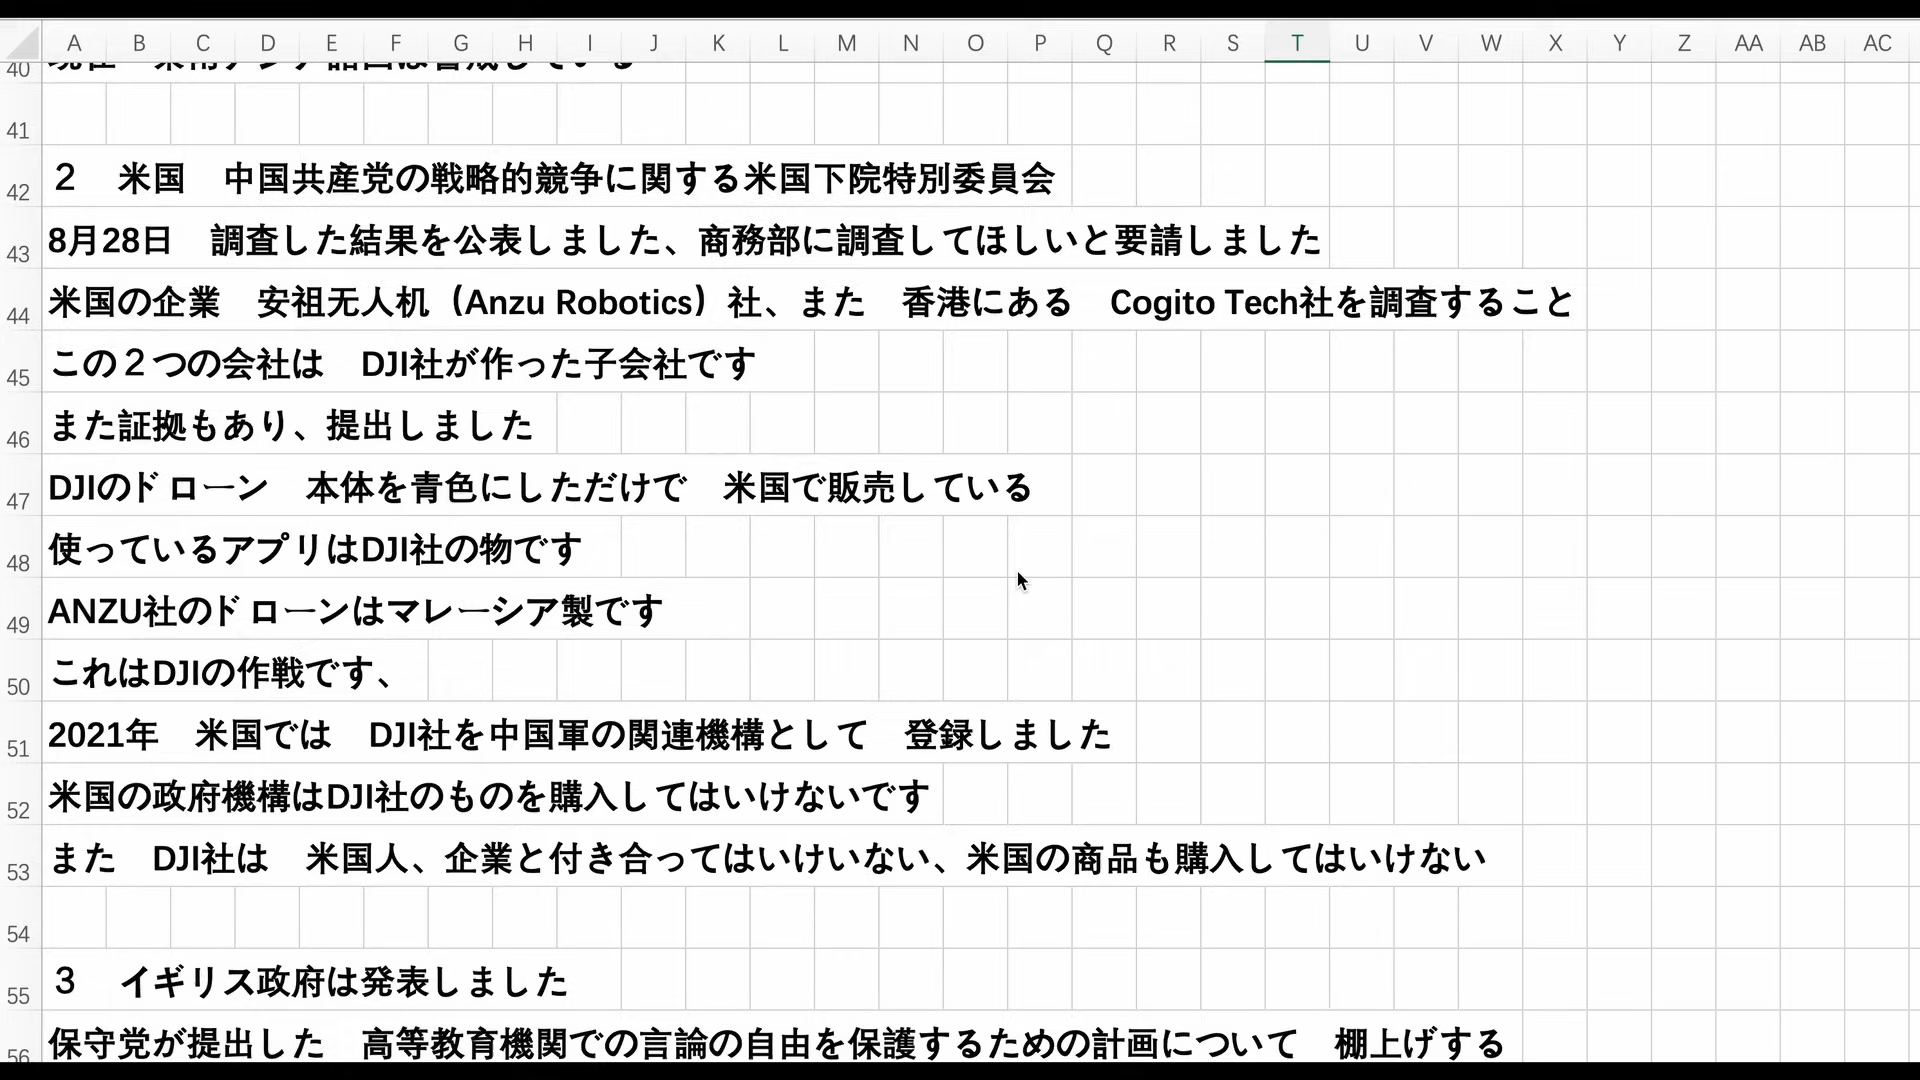 A B C D E F G H I J K L M N O P Q R S T U V W X Y Z AA AB AC
40
41
42 2　米国　中国共産党の戦略的競争に関する米国下院特別委員会
43 8月28日　調査した結果を公表しました、商務部に調査してほしいと要請しました
44 米国の企業　安祖无人机（Anzu Robotics）社、また　香港にある　Cogito Tech社を調査すること
45 この２つの会社は　DJI社が作った子会社です
46 また証拠もあり、提出しました
47 DJIのドローン　本体を青色にしただけで　米国で販売している
48 使っているアプリはDJI社の物です
49 ANZU社のドローンはマレーシア製です
50 これはDJIの作戦です、
51 2021年　米国では　DJI社を中国軍の関連機構として　登録しました
52 米国の政府機構はDJI社のものを購入してはいけないです
53 また　DJI社は　米国人、企業と付き合ってはいけいない、米国の商品も購入してはいけない
54
55 3　イギリス政府は発表しました
56 保守党が提出した　高等教育機関での言論の自由を保護するための計画について　棚上げする